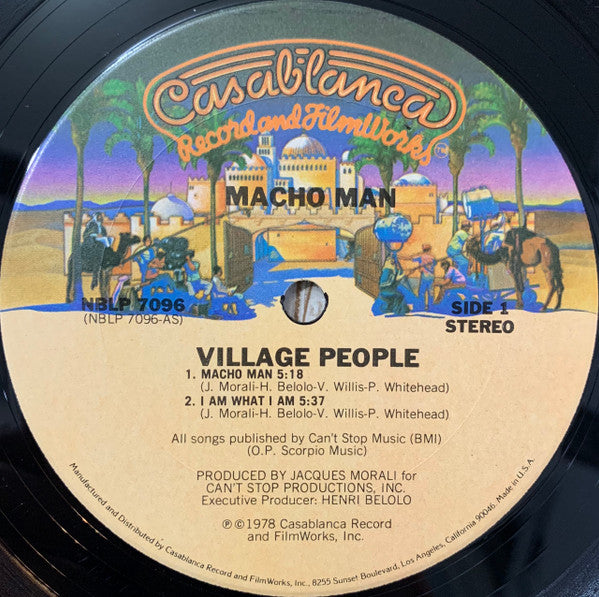 Casablanca
Record and FilmWorks
TM
MACHO MAN
NBLP 7096
(NBLP 7096-AS)
SIDE 1
STEREO
VILLAGE PEOPLE
1. MACHO MAN 5:18
(J. Morali-H. Belolo-V. Willis-P. Whitehead)
2. I AM WHAT I AM 5:37
(J. Morali-H. Belolo-V. Willis-P. Whitehead)
All songs published by Can't Stop Music (BMI)
(O.P. Scorpio Music)
PRODUCED BY JACQUES MORALI for
CAN'T STOP PRODUCTIONS, INC.
Executive Producer: HENRI BELOLO
℗©1978 Casablanca Record
and FilmWorks, Inc.
Manufactured and Distributed by Casablanca Record and FilmWorks, Inc., 8255 Sunset Boulevard, Los Angeles, California 90046. Made in U.S.A.